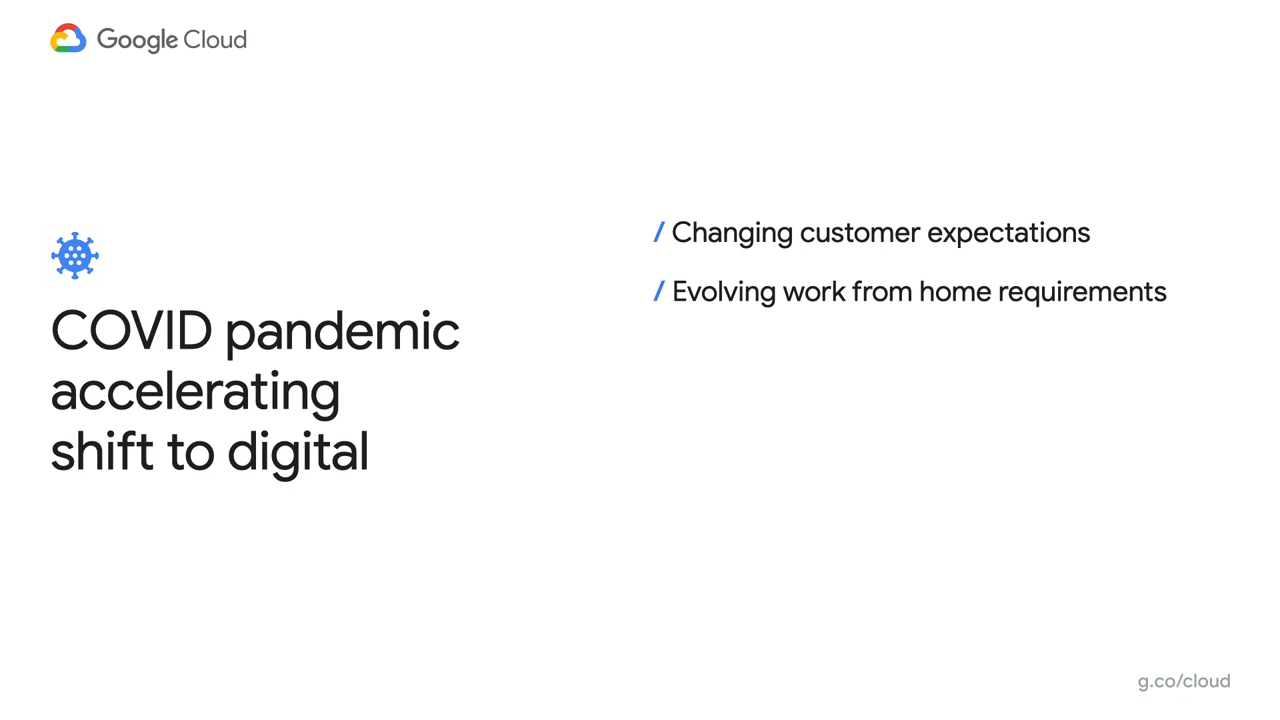 Google Cloud
COVID pandemic
accelerating
shift to digital
/ Changing customer expectations
/ Evolving work from home requirements
g.co/cloud